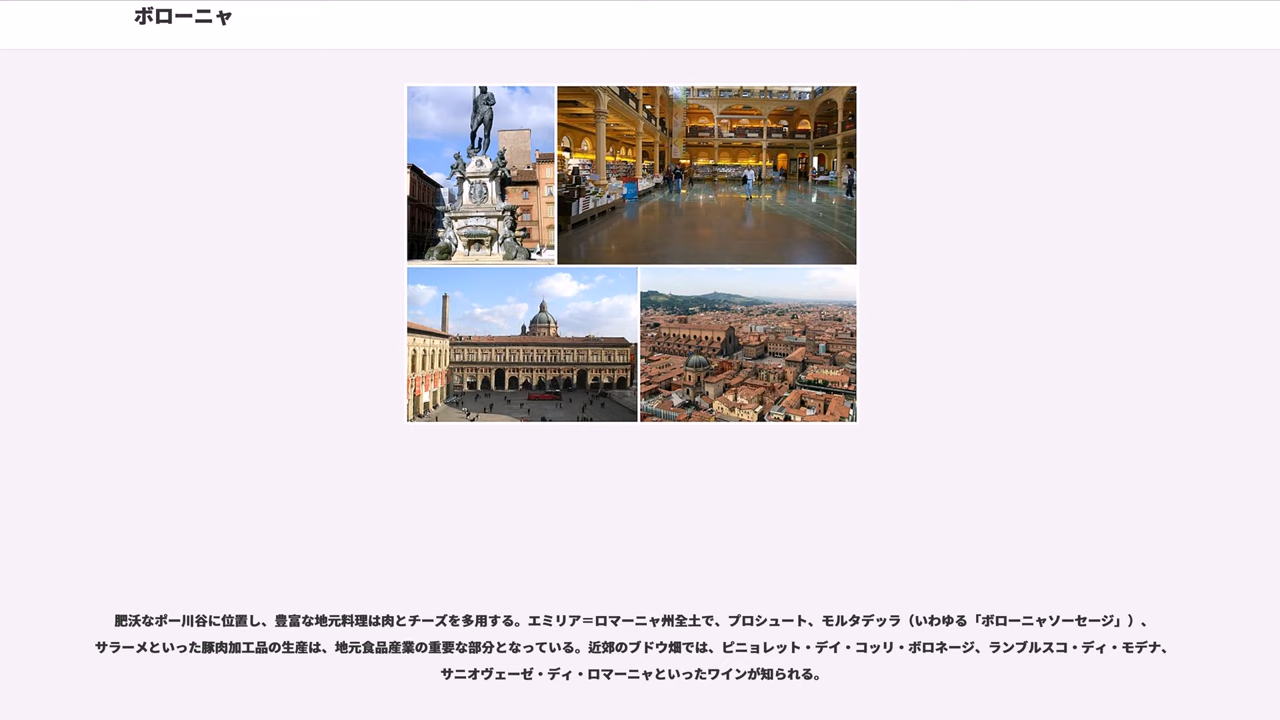 ボローニャ
肥沃なポー川谷に位置し、豊富な地元料理は肉とチーズを多用する。エミリア＝ロマーニャ州全土で、プロシュート、モルタデッラ（いわゆる「ボローニャソーセージ」）、
サラーメといった豚肉加工品の生産は、地元食品産業の重要な部分となっている。近郊のブドウ畑では、ピニョレット・デイ・コッリ・ボロネージ、ランブルスコ・ディ・モデナ、
サニオヴェーゼ・ディ・ロマーニャといったワインが知られる。